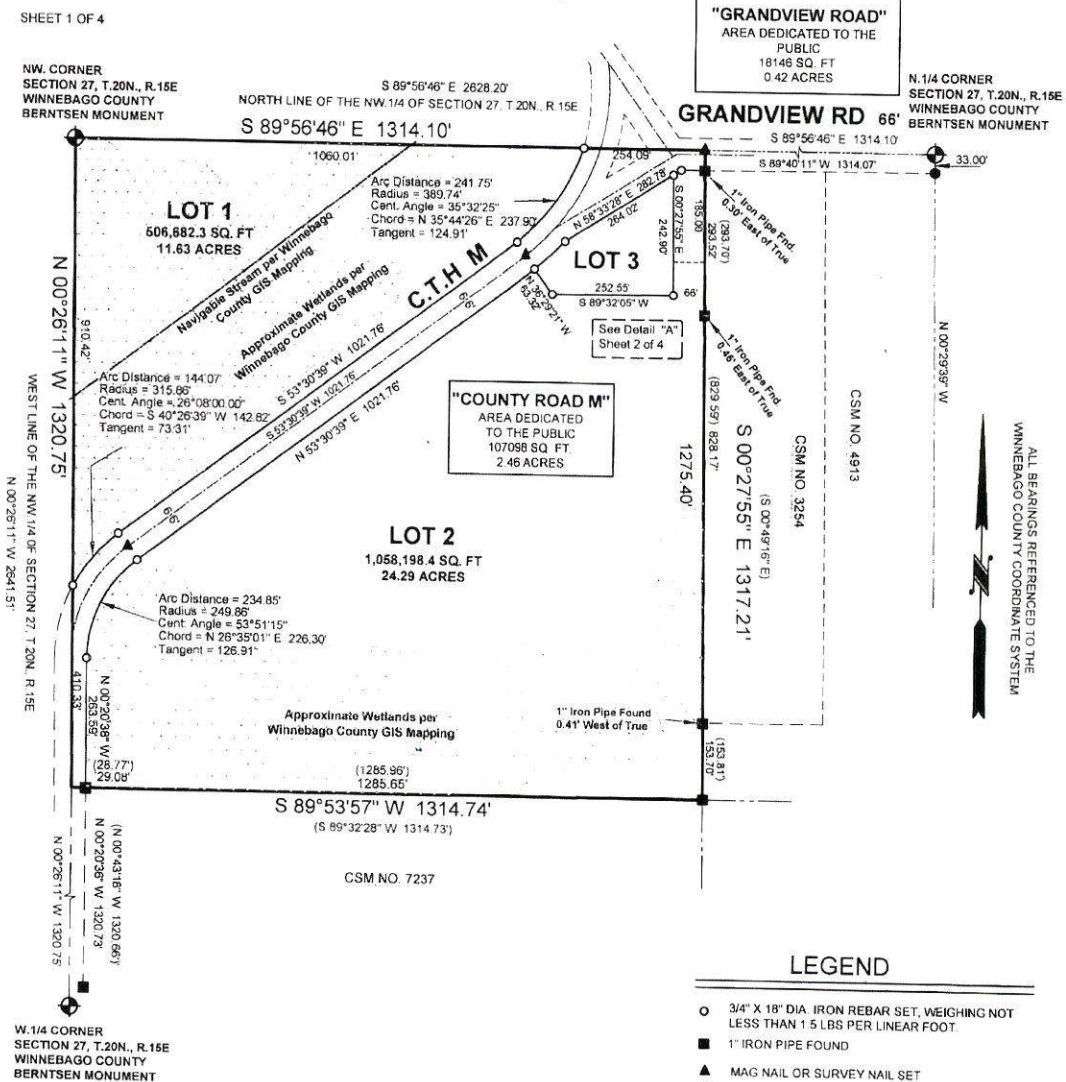 SHEET 1 OF 4
"GRANDVIEW ROAD"
AREA DEDICATED TO THE
PUBLIC
18146 SQ. FT
0.42 ACRES
NW. CORNER
SECTION 27, T.20N., R.15E
WINNEBAGO COUNTY
BERNTSEN MONUMENT
S 89°56'46" E 2628.20'
NORTH LINE OF THE NW.1/4 OF SECTION 27, T.20N., R.15E
S 89°56'46" E 1314.10'
GRANDVIEW RD 66'
N.1/4 CORNER
SECTION 27, T.20N., R.15E
WINNEBAGO COUNTY
BERNTSEN MONUMENT
S 89°56'46" E 1314.10'
S 89°40'11" W 1314.07'
33.00'
1060.01'
254.09'
LOT 1
506,682.3 SQ. FT
11.63 ACRES
Arc Distance = 241.75'
Radius = 389.74'
Cent. Angle = 35°32'25"
Chord = N 35°44'26" E 237.90'
Tangent = 124.91'
N 58°33'28" E 282.78'
264.02'
S 00°27'55" E
242.90'
185.00'
(293.70')
293.52'
1" Iron Pipe Fnd.
0.30' East of True
LOT 3
252.55'
S 89°32'05" W
66'
N 36°29'21" W
63.32'
See Detail "A"
Sheet 2 of 4
1" Iron Pipe Fnd.
0.46' East of True
Navigable Stream per Winnebago
County GIS Mapping
Approximate Wetlands per
Winnebago County GIS Mapping
C.T.H M
66'
S 53°30'39" W 1021.76'
S 53°30'39" W 1021.76'
N 53°30'39" E 1021.76'
66'
N 00°26'11" W 1320.75'
910.42'
WEST LINE OF THE NW 1/4 OF SECTION 27, T 20N., R 15E
N 00°26'11" W 2641.51'
Arc Distance = 144.07'
Radius = 315.86'
Cent. Angle = 26°08'00.00"
Chord = S 40°26'39" W 142.82'
Tangent = 73.31'
"COUNTY ROAD M"
AREA DEDICATED
TO THE PUBLIC
107098 SQ. FT.
2.46 ACRES
(829.59') 828.17'
1275.40'
S 00°27'55" E 1317.21'
(S 00°49'16" E)
CSM NO. 3254
CSM NO. 4913
N 00°29'39" W
ALL BEARINGS REFERENCED TO THE
WINNEBAGO COUNTY COORDINATE SYSTEM
N
LOT 2
1,058,198.4 SQ. FT
24.29 ACRES
Arc Distance = 234.85'
Radius = 249.86'
Cent. Angle = 53°51'15"
Chord = N 26°35'01" E 226.30'
Tangent = 126.91'
410.33'
N 00°20'38" W
263.59'
(28.77')
29.08'
Approximate Wetlands per
Winnebago County GIS Mapping
1" Iron Pipe Found
0.41' West of True
(153.81')
153.70'
(1285.96')
1285.65'
S 89°53'57" W 1314.74'
(S 89°32'28" W 1314.73')
CSM NO. 7237
N 00°26'11" W 1320.75'
N 00°20'36" W 1320.73'
(N 00°43'18" W 1320.66')
W.1/4 CORNER
SECTION 27, T.20N., R.15E
WINNEBAGO COUNTY
BERNTSEN MONUMENT
LEGEND
3/4" X 18" DIA. IRON REBAR SET, WEIGHING NOT
LESS THAN 1.5 LBS PER LINEAR FOOT.
1" IRON PIPE FOUND
MAG NAIL OR SURVEY NAIL SET